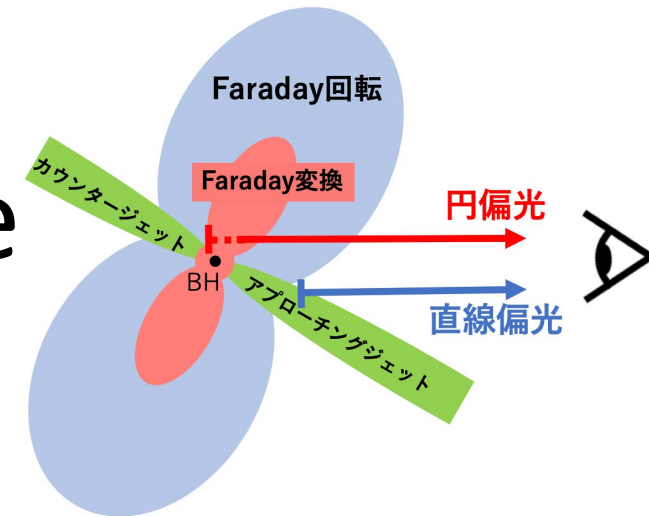 Faraday回転
カウンタージェット
Faraday変換
e
円偏光
BH
アプローチングジェット
直線偏光